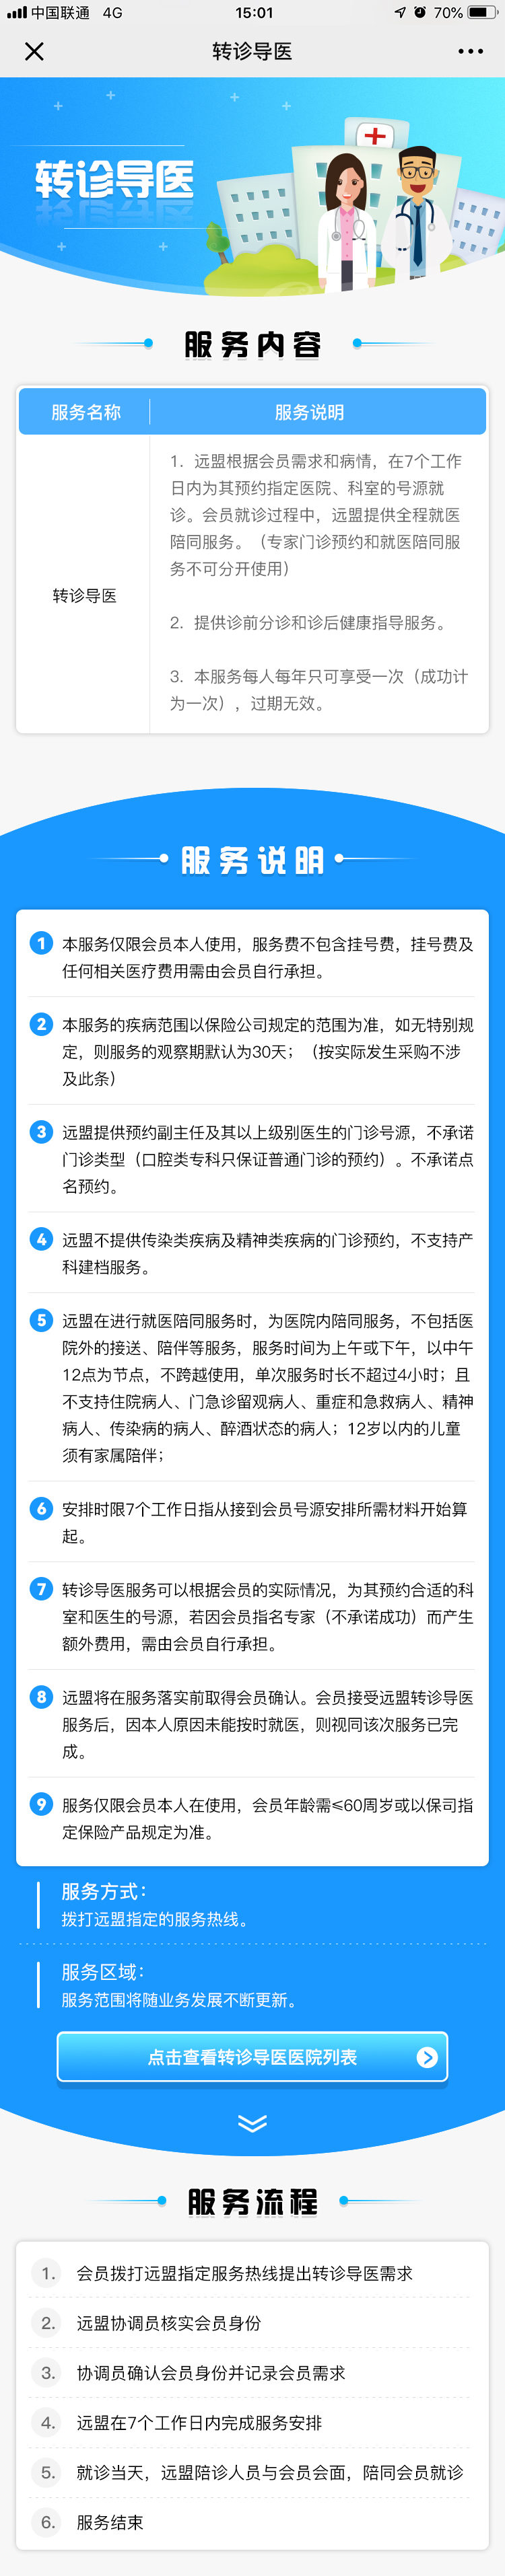 中国联通 4G 15:01 70%
转诊导医
转诊导医
服务内容
服务名称 服务说明
转诊导医
1. 远盟根据会员需求和病情，在7个工作
日内为其预约指定医院、科室的号源就
诊。会员就诊过程中，远盟提供全程就医
陪同服务。（专家门诊预约和就医陪同服
务不可分开使用）
2. 提供诊前分诊和诊后健康指导服务。
3. 本服务每人每年只可享受一次（成功计
为一次），过期无效。
服务说明
1 本服务仅限会员本人使用，服务费不包含挂号费，挂号费及
任何相关医疗费用需由会员自行承担。
2 本服务的疾病范围以保险公司规定的范围为准，如无特别规
定，则服务的观察期默认为30天；（按实际发生采购不涉
及此条）
3 远盟提供预约副主任及其以上级别医生的门诊号源，不承诺
门诊类型（口腔类专科只保证普通门诊的预约）。不承诺点
名预约。
4 远盟不提供传染类疾病及精神类疾病的门诊预约，不支持产
科建档服务。
5 远盟在进行就医陪同服务时，为医院内陪同服务，不包括医
院外的接送、陪伴等服务，服务时间为上午或下午，以中午
12点为节点，不跨越使用，单次服务时长不超过4小时；且
不支持住院病人、门急诊留观病人、重症和急救病人、精神
病人、传染病的病人、醉酒状态的病人；12岁以内的儿童
须有家属陪伴；
6 安排时限7个工作日指从接到会员号源安排所需材料开始算
起。
7 转诊导医服务可以根据会员的实际情况，为其预约合适的科
室和医生的号源，若因会员指名专家（不承诺成功）而产生
额外费用，需由会员自行承担。
8 远盟将在服务落实前取得会员确认。会员接受远盟转诊导医
服务后，因本人原因未能按时就医，则视同该次服务已完
成。
9 服务仅限会员本人在使用，会员年龄需≤60周岁或以保司指
定保险产品规定为准。
服务方式：
拨打远盟指定的服务热线。
服务区域：
服务范围将随业务发展不断更新。
点击查看转诊导医医院列表
服务流程
1. 会员拨打远盟指定服务热线提出转诊导医需求
2. 远盟协调员核实会员身份
3. 协调员确认会员身份并记录会员需求
4. 远盟在7个工作日内完成服务安排
5. 就诊当天，远盟陪诊人员与会员会面，陪同会员就诊
6. 服务结束